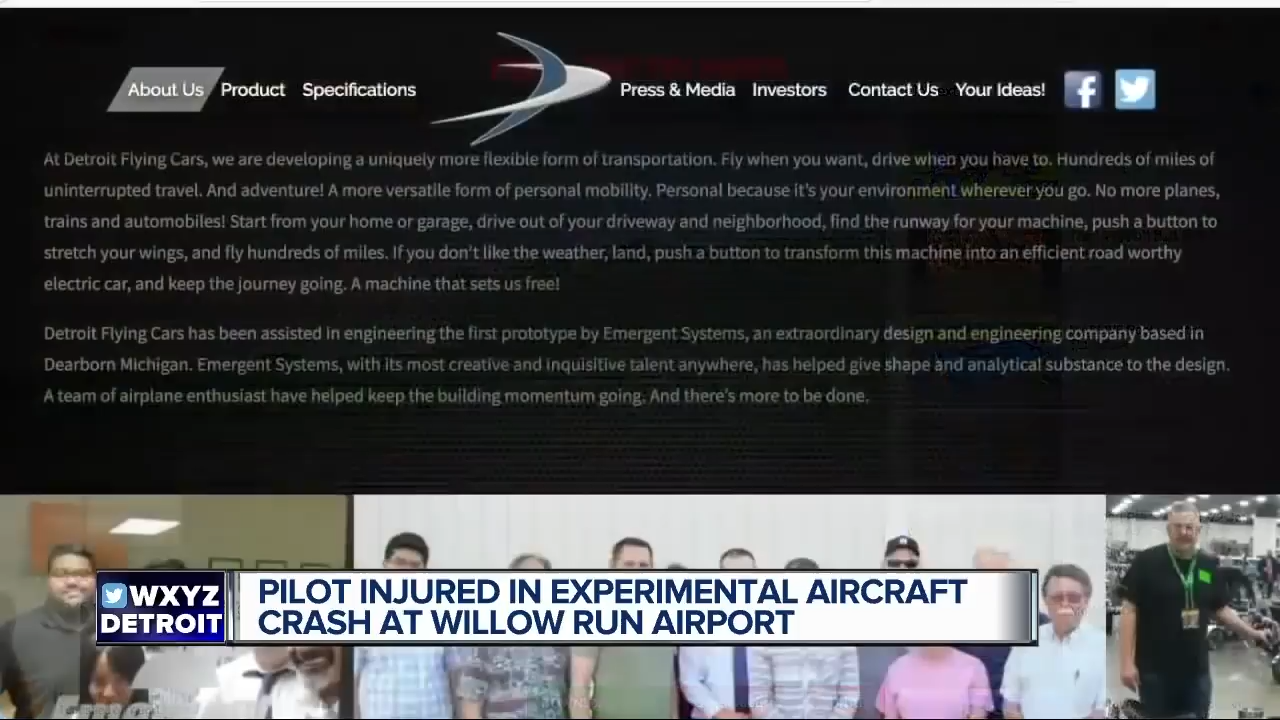 About Us Product Specifications Press & Media Investors Contact Us Your Ideas!
At Detroit Flying Cars, we are developing a uniquely more flexible form of transportation. Fly when you want, drive when you have to. Hundreds of miles of
uninterrupted travel. And adventure! A more versatile form of personal mobility. Personal because it's your environment wherever you go. No more planes,
trains and automobiles! Start from your home or garage, drive out of your driveway and neighborhood, find the runway for your machine, push a button to
stretch your wings, and fly hundreds of miles. If you don't like the weather, land, push a button to transform this machine into an efficient road worthy
electric car, and keep the journey going. A machine that sets us free!
Detroit Flying Cars has been assisted in engineering the first prototype by Emergent Systems, an extraordinary design and engineering company based in
Dearborn Michigan. Emergent Systems, with its most creative and inquisitive talent anywhere, has helped give shape and analytical substance to the design.
A team of airplane enthusiast have helped keep the building momentum going. And there's more to be done.
WXYZ
DETROIT
PILOT INJURED IN EXPERIMENTAL AIRCRAFT
CRASH AT WILLOW RUN AIRPORT